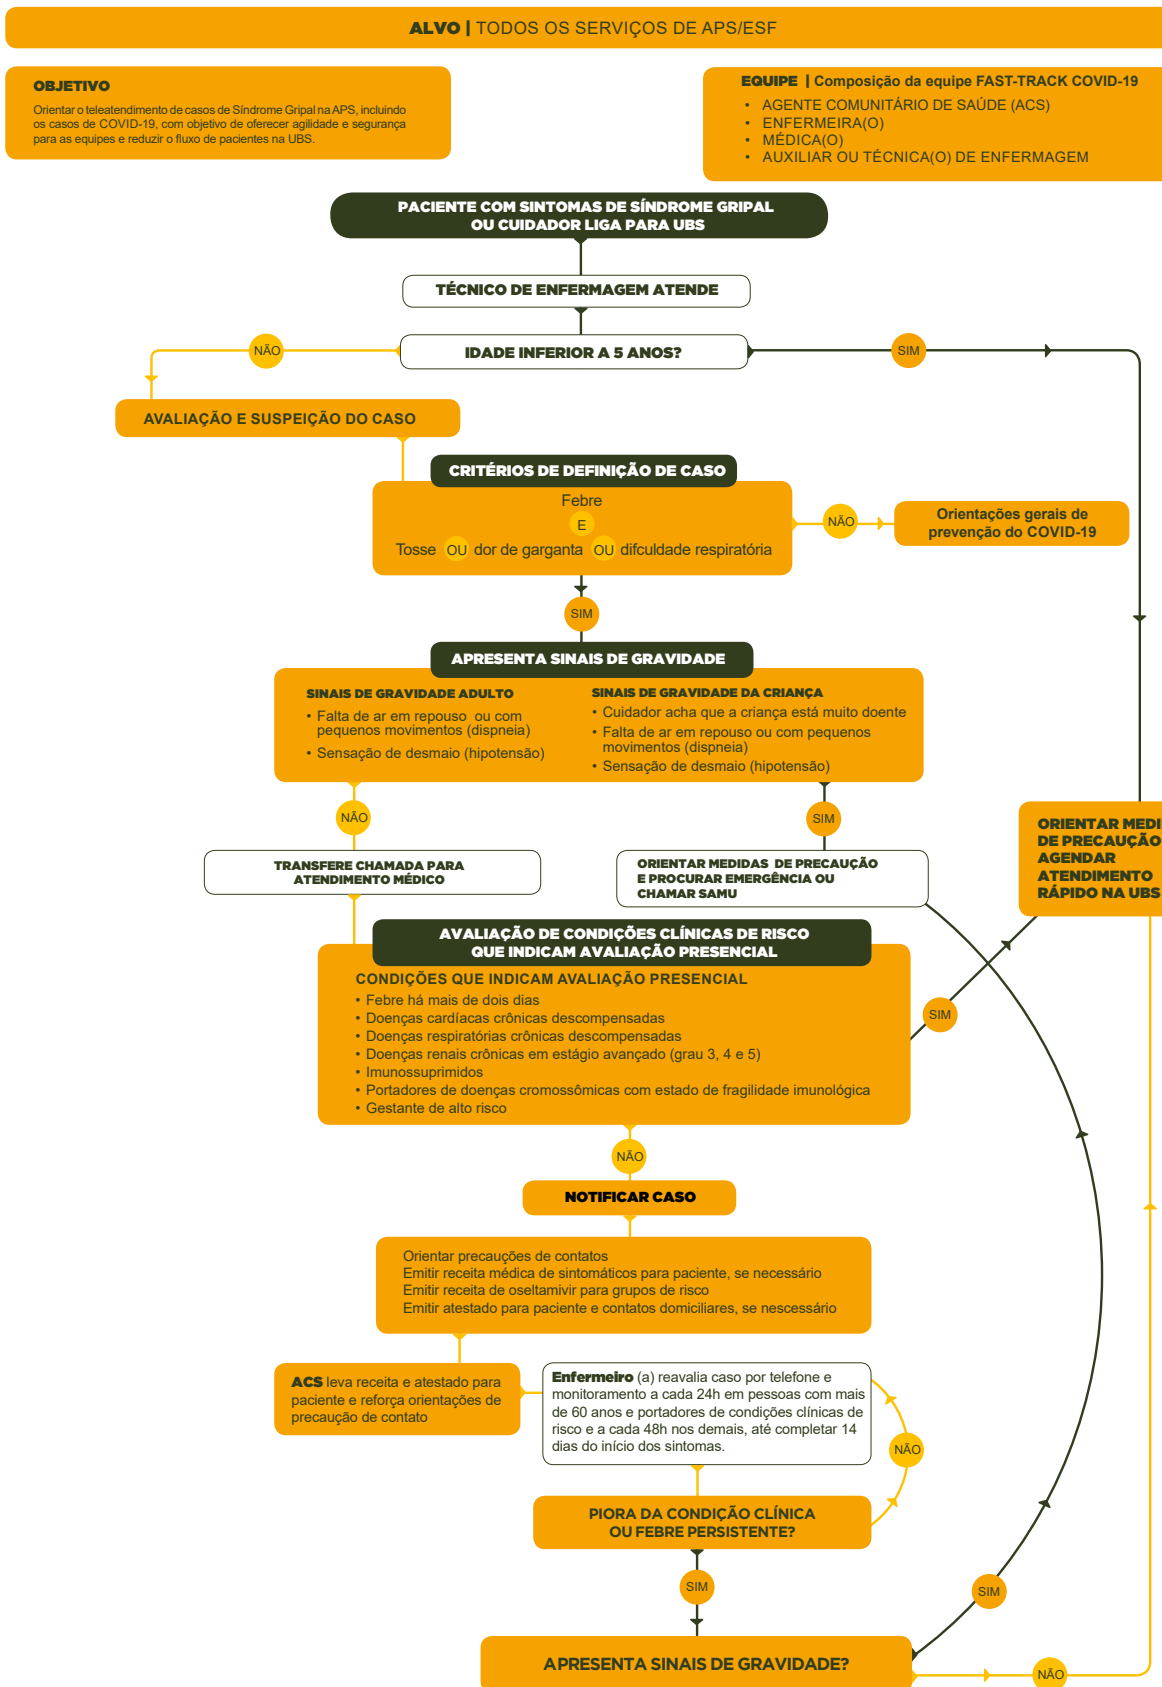 ALVO | TODOS OS SERVIÇOS DE APS/ESF
OBJETIVO
Orientar o teleatendimento de casos de Síndrome Gripal na APS, incluindo
os casos de COVID-19, com objetivo de oferecer agilidade e segurança
para as equipes e reduzir o fluxo de pacientes na UBS.
EQUIPE | Composição da equipe FAST-TRACK COVID-19
• AGENTE COMUNITÁRIO DE SAÚDE (ACS)
• ENFERMEIRA(O)
• MÉDICA(O)
• AUXILIAR OU TÉCNICA(O) DE ENFERMAGEM
PACIENTE COM SINTOMAS DE SÍNDROME GRIPAL
OU CUIDADOR LIGA PARA UBS
TÉCNICO DE ENFERMAGEM ATENDE
IDADE INFERIOR A 5 ANOS?
NÃO
SIM
AVALIAÇÃO E SUSPEIÇÃO DO CASO
CRITÉRIOS DE DEFINIÇÃO DE CASO
Febre
E
Tosse OU dor de garganta OU difculdade respiratória
NÃO
Orientações gerais de
prevenção do COVID-19
SIM
APRESENTA SINAIS DE GRAVIDADE
SINAIS DE GRAVIDADE ADULTO
• Falta de ar em repouso ou com
pequenos movimentos (dispneia)
• Sensação de desmaio (hipotensão)
SINAIS DE GRAVIDADE DA CRIANÇA
• Cuidador acha que a criança está muito doente
• Falta de ar em repouso ou com pequenos
movimentos (dispneia)
• Sensação de desmaio (hipotensão)
NÃO
SIM
TRANSFERE CHAMADA PARA
ATENDIMENTO MÉDICO
ORIENTAR MEDIDAS DE PRECAUÇÃO
E PROCURAR EMERGÊNCIA OU
CHAMAR SAMU
ORIENTAR MEDI
DE PRECAUÇÃO
AGENDAR
ATENDIMENTO
RÁPIDO NA UBS
AVALIAÇÃO DE CONDIÇÕES CLÍNICAS DE RISCO
QUE INDICAM AVALIAÇÃO PRESENCIAL
CONDIÇÕES QUE INDICAM AVALIAÇÃO PRESENCIAL
• Febre há mais de dois dias
• Doenças cardíacas crônicas descompensadas
• Doenças respiratórias crônicas descompensadas
• Doenças renais crônicas em estágio avançado (grau 3, 4 e 5)
• Imunossuprimidos
• Portadores de doenças cromossômicas com estado de fragilidade imunológica
• Gestante de alto risco
SIM
NÃO
NOTIFICAR CASO
Orientar precauções de contatos
Emitir receita médica de sintomáticos para paciente, se necessário
Emitir receita de oseltamivir para grupos de risco
Emitir atestado para paciente e contatos domiciliares, se nescessário
ACS leva receita e atestado para
paciente e reforça orientações de
precaução de contato
Enfermeiro (a) reavalia caso por telefone e
monitoramento a cada 24h em pessoas com mais
de 60 anos e portadores de condições clínicas de
risco e a cada 48h nos demais, até completar 14
dias do início dos sintomas.
NÃO
PIORA DA CONDIÇÃO CLÍNICA
OU FEBRE PERSISTENTE?
SIM
SIM
APRESENTA SINAIS DE GRAVIDADE?
NÃO